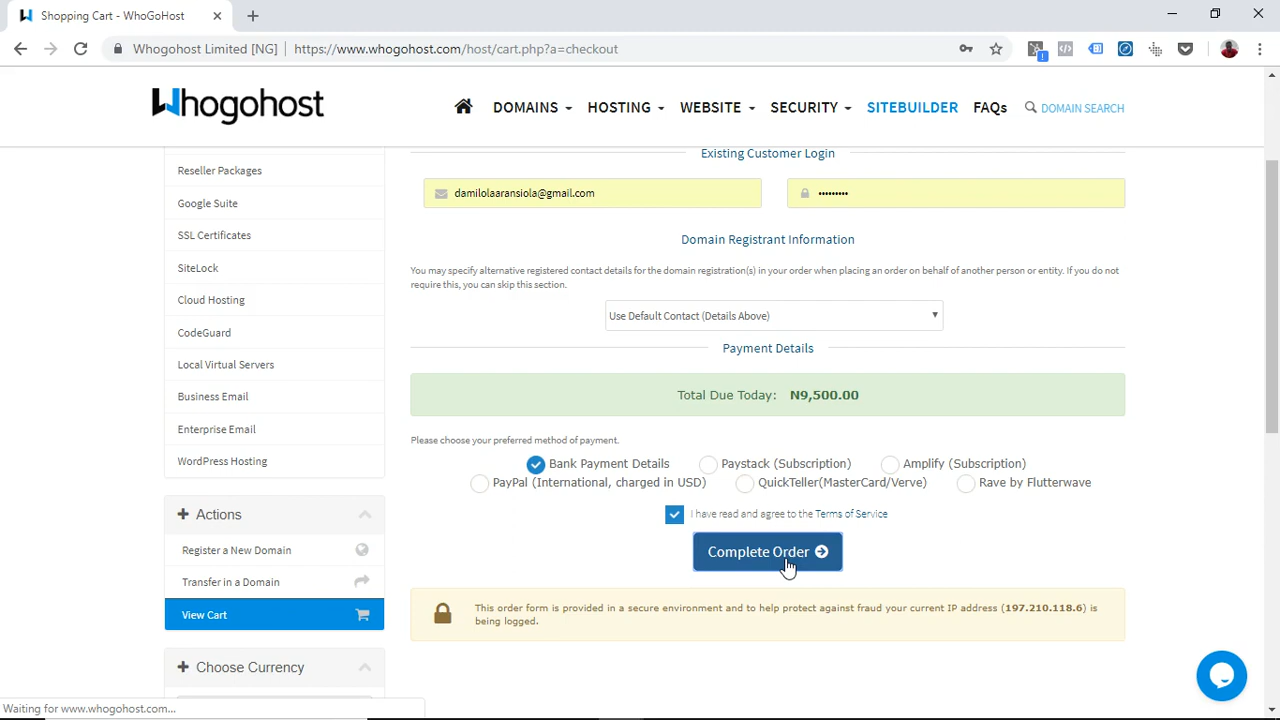 Shopping Cart - WhoGoHost
Whogohost Limited [NG]
https://www.whogohost.com/host/cart.php?a=checkout
Whogohost
DOMAINS
HOSTING
WEBSITE
SECURITY
SITEBUILDER
FAQs
DOMAIN SEARCH
Reseller Packages
Google Suite
SSL Certificates
SiteLock
Cloud Hosting
CodeGuard
Local Virtual Servers
Business Email
Enterprise Email
WordPress Hosting
Actions
Register a New Domain
Transfer in a Domain
View Cart
Choose Currency
Existing Customer Login
damilolaaransiola@gmail.com
•••••••••
Domain Registrant Information
You may specify alternative registered contact details for the domain registration(s) in your order when placing an order on behalf of another person or entity. If you do not
require this, you can skip this section.
Use Default Contact (Details Above)
Payment Details
Total Due Today: N9,500.00
Please choose your preferred method of payment.
Bank Payment Details
Paystack (Subscription)
Amplify (Subscription)
PayPal (International, charged in USD)
QuickTeller(MasterCard/Verve)
Rave by Flutterwave
I have read and agree to the Terms of Service
Complete Order
This order form is provided in a secure environment and to help protect against fraud your current IP address (197.210.118.6) is
being logged.
Waiting for www.whogohost.com...